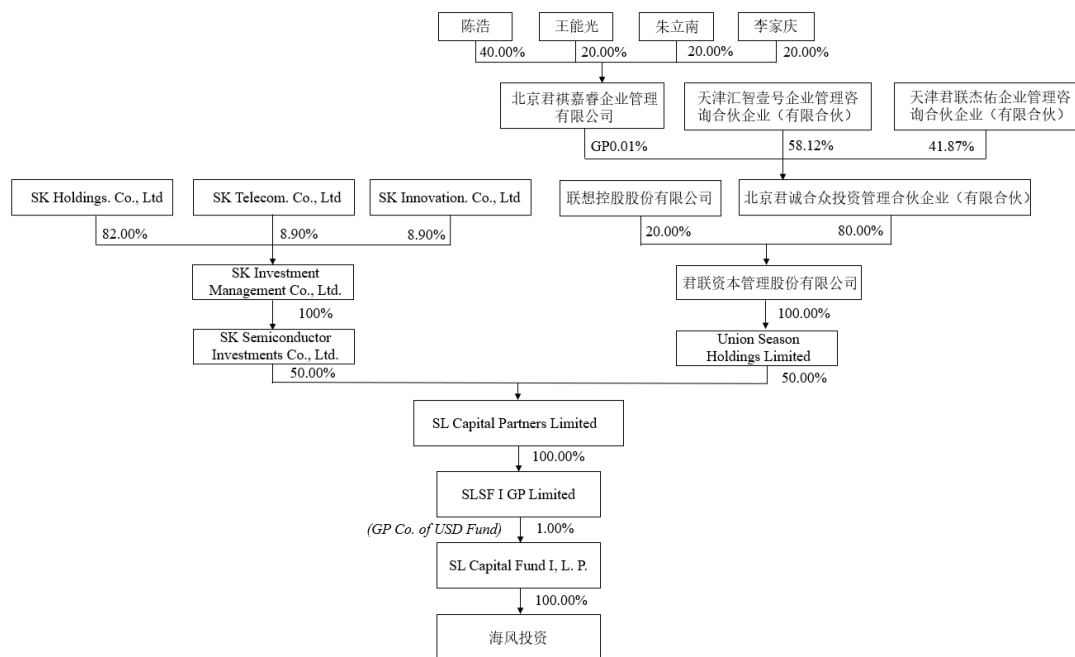 陈浩
王能光
朱立南
李家庆
40.00%
20.00%
20.00%
20.00%
北京君祺嘉睿企业管理
有限公司
天津汇智壹号企业管理咨
询合伙企业（有限合伙）
天津君联杰佑企业管理咨
询合伙企业（有限合伙）
GP0.01%
58.12%
41.87%
SK Holdings. Co., Ltd
SK Telecom. Co., Ltd
SK Innovation. Co., Ltd
联想控股股份有限公司
北京君诚合众投资管理合伙企业（有限合伙）
82.00%
8.90%
8.90%
20.00%
80.00%
SK Investment
Management Co., Ltd.
君联资本管理股份有限公司
100%
100.00%
SK Semiconductor
Investments Co., Ltd.
Union Season
Holdings Limited
50.00%
50.00%
SL Capital Partners Limited
100.00%
SLSF I GP Limited
(GP Co. of USD Fund)
1.00%
SL Capital Fund I, L. P.
100.00%
海风投资